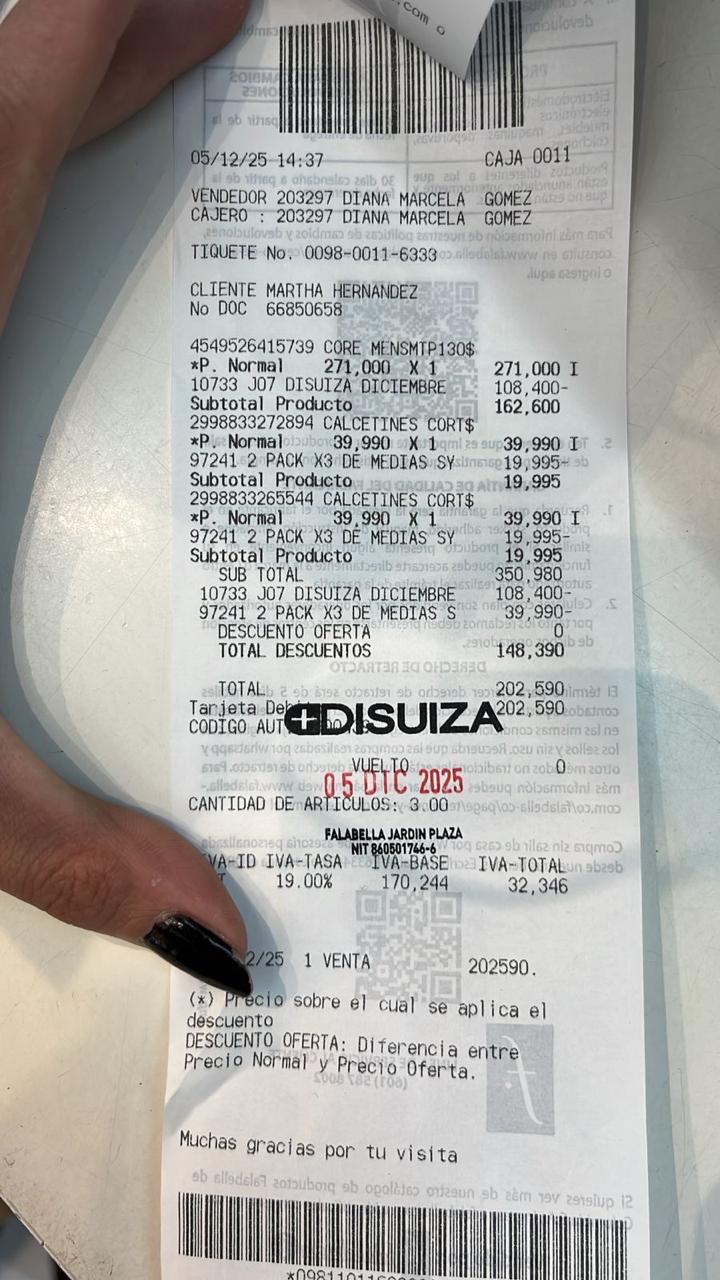 .com o
05/12/25 14:37 CAJA 0011
VENDEDOR 203297 DIANA MARCELA GOMEZ
CAJERO : 203297 DIANA MARCELA GOMEZ
TIQUETE No. 0098-0011-6333
CLIENTE MARTHA HERNANDEZ
No DOC 66850658
4549526415739 CORE MENSMTP130$
*P. Normal 271,000 X 1 271,000 I
10733 J07 DISUIZA DICIEMBRE 108,400-
Subtotal Producto 162,600
2998833272894 CALCETINES CORT$
*P. Normal 39,990 X 1 39,990 I
97241 2 PACK X3 DE MEDIAS SY 19,995-
Subtotal Producto 19,995
2998833265544 CALCETINES CORT$
*P. Normal 39,990 X 1 39,990 I
97241 2 PACK X3 DE MEDIAS SY 19,995-
Subtotal Producto 19,995
SUB TOTAL 350,980
10733 J07 DISUIZA DICIEMBRE 108,400-
97241 2 PACK X3 DE MEDIAS S 39,990-
DESCUENTO OFERTA 0
TOTAL DESCUENTOS 148,390
TOTAL 202,590
Tarjeta 202,590
DISUIZA
CODIGO AUT
VUELTO 0
05 DIC 2025
CANTIDAD DE ARTICULOS: 3.00
FALABELLA JARDIN PLAZA
NIT 860501746-6
VA-ID IVA-TASA IVA-BASE IVA-TOTAL
19.00% 170,244 32,346
2/25 1 VENTA 202590.
(*) Precio sobre el cual se aplica el
descuento
DESCUENTO OFERTA: Diferencia entre
Precio Normal y Precio Oferta.
Muchas gracias por tu visita